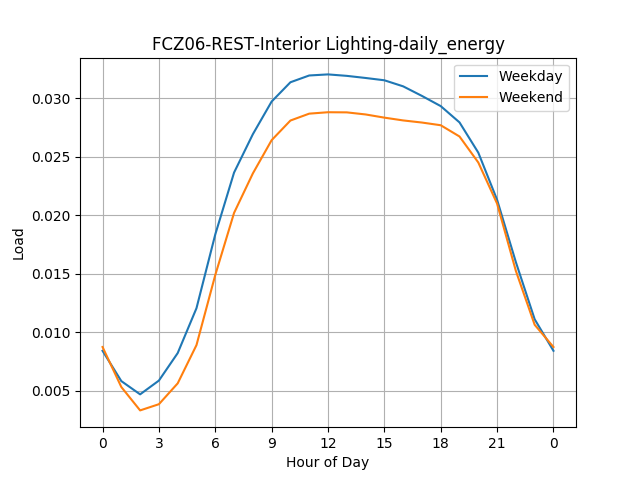 FCZ06-REST-Interior Lighting-daily_energy
Weekday
Weekend
0.030
0.025
0.020
0.015
0.010
0.005
Load
0 3 6 9 12 15 18 21 0
Hour of Day